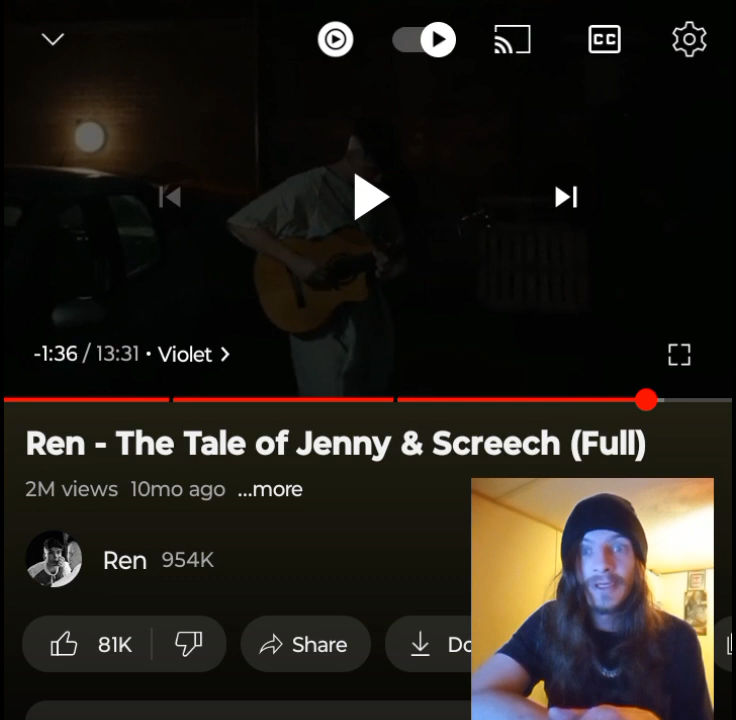 CC
-1:36 / 13:31 • Violet >
Ren - The Tale of Jenny & Screech (Full)
2M views 10mo ago ...more
Ren 954K
81K Share Do